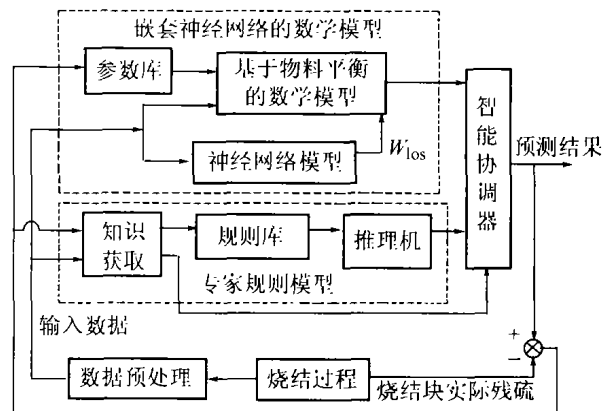 嵌套神经网络的数学模型
参数库
基于物料平衡
的数学模型
神经网络模型
W_los
智能协调器
预测结果
知识
获取
规则库
推理机
专家规则模型
输入数据
+
−
数据预处理
烧结过程
烧结块实际残硫